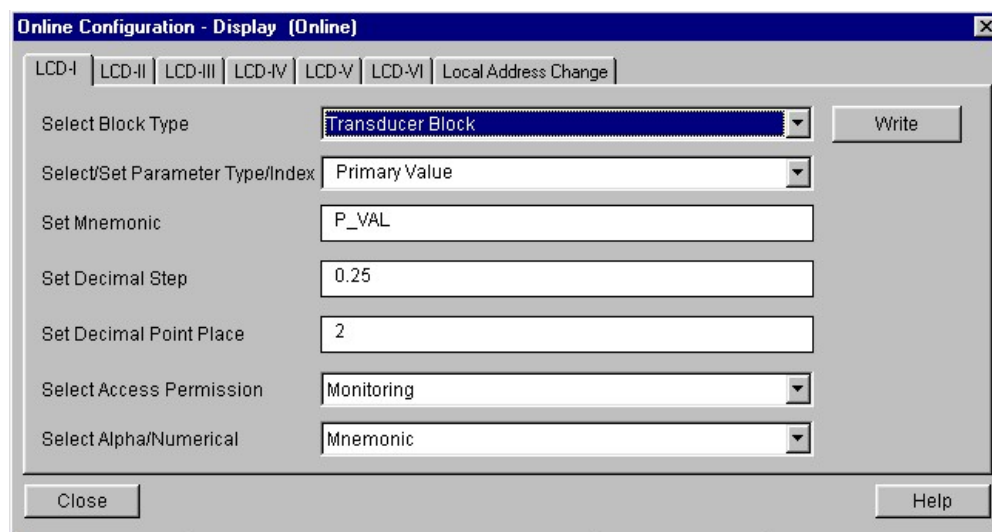 Online Configuration - Display (Online)
LCD-I LCD-II LCD-III LCD-IV LCD-V LCD-VI Local Address Change
Select Block Type Transducer Block Write
Select/Set Parameter Type/Index Primary Value
Set Mnemonic P_VAL
Set Decimal Step 0.25
Set Decimal Point Place 2
Select Access Permission Monitoring
Select Alpha/Numerical Mnemonic
Close Help